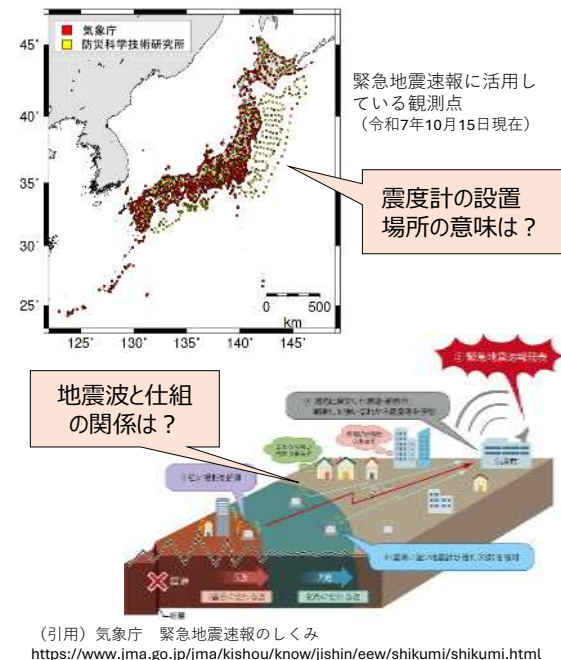 気象庁
防災科学技術研究所
45°
40°
35°
30°
25°
125°
130°
135°
140°
145°
0
500
km
緊急地震速報に活用し
ている観測点
（令和7年10月15日現在）
震度計の設置
場所の意味は？
地震波と仕組
の関係は？
緊急地震速報発表
気象庁
震源
（引用）気象庁　緊急地震速報のしくみ
https://www.jma.go.jp/jma/kishou/know/jishin/eew/shikumi/shikumi.html